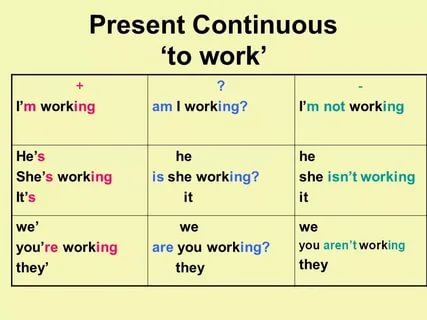 Present Continuous
‘to work’
+
I’m working
?
am I working?
-
I’m not working
He’s
She’s working
It’s
he
is she working?
it
he
she isn’t working
it
we’
you’re working
they’
we
are you working?
they
we
you aren’t working
they